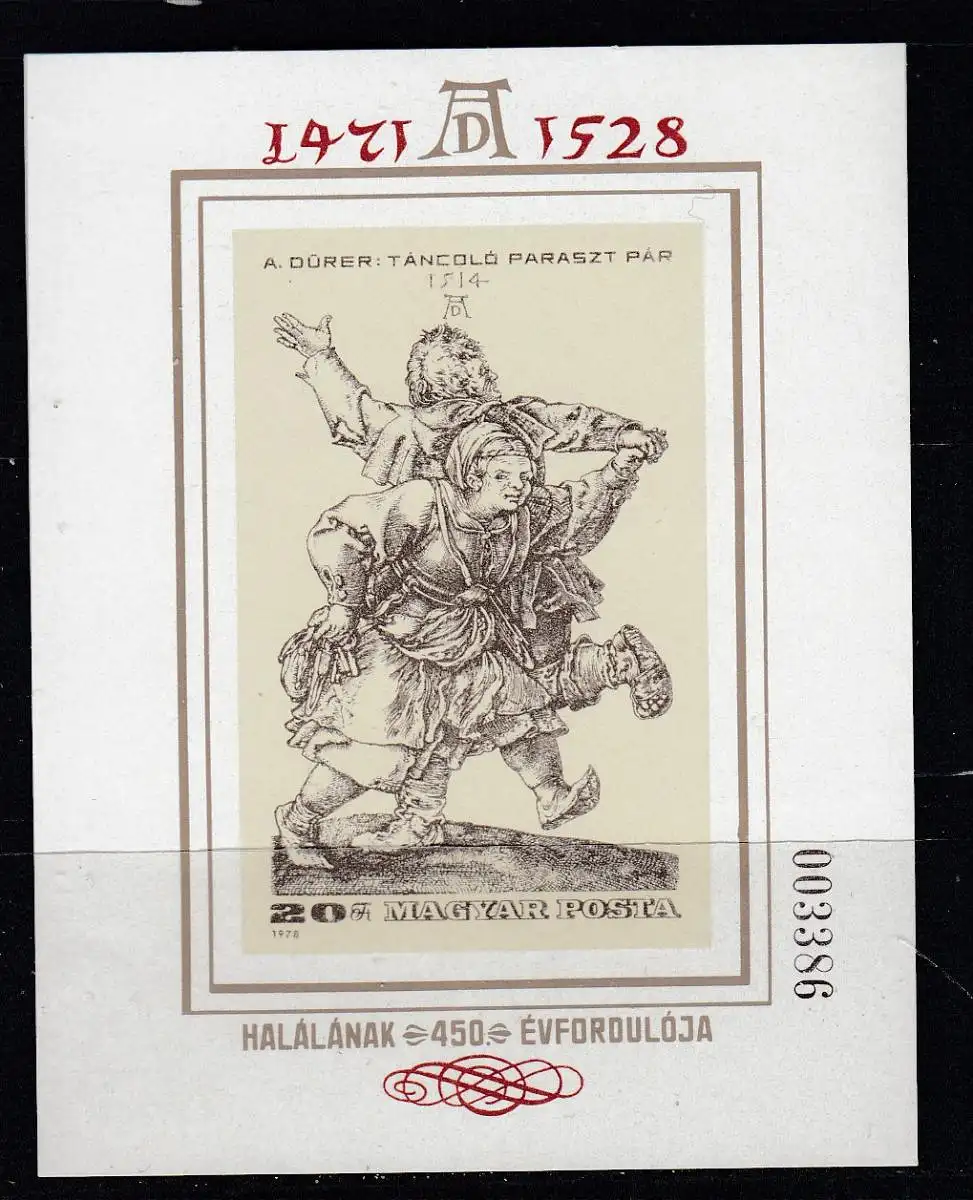 1471 AD 1528
A. DÜRER: TÁNCOLÓ PARASZT PÁR
1514
AD
20 Ft MAGYAR POSTA
1978
003386
HALÁLÁNAK 450. ÉVFORDULÓJA